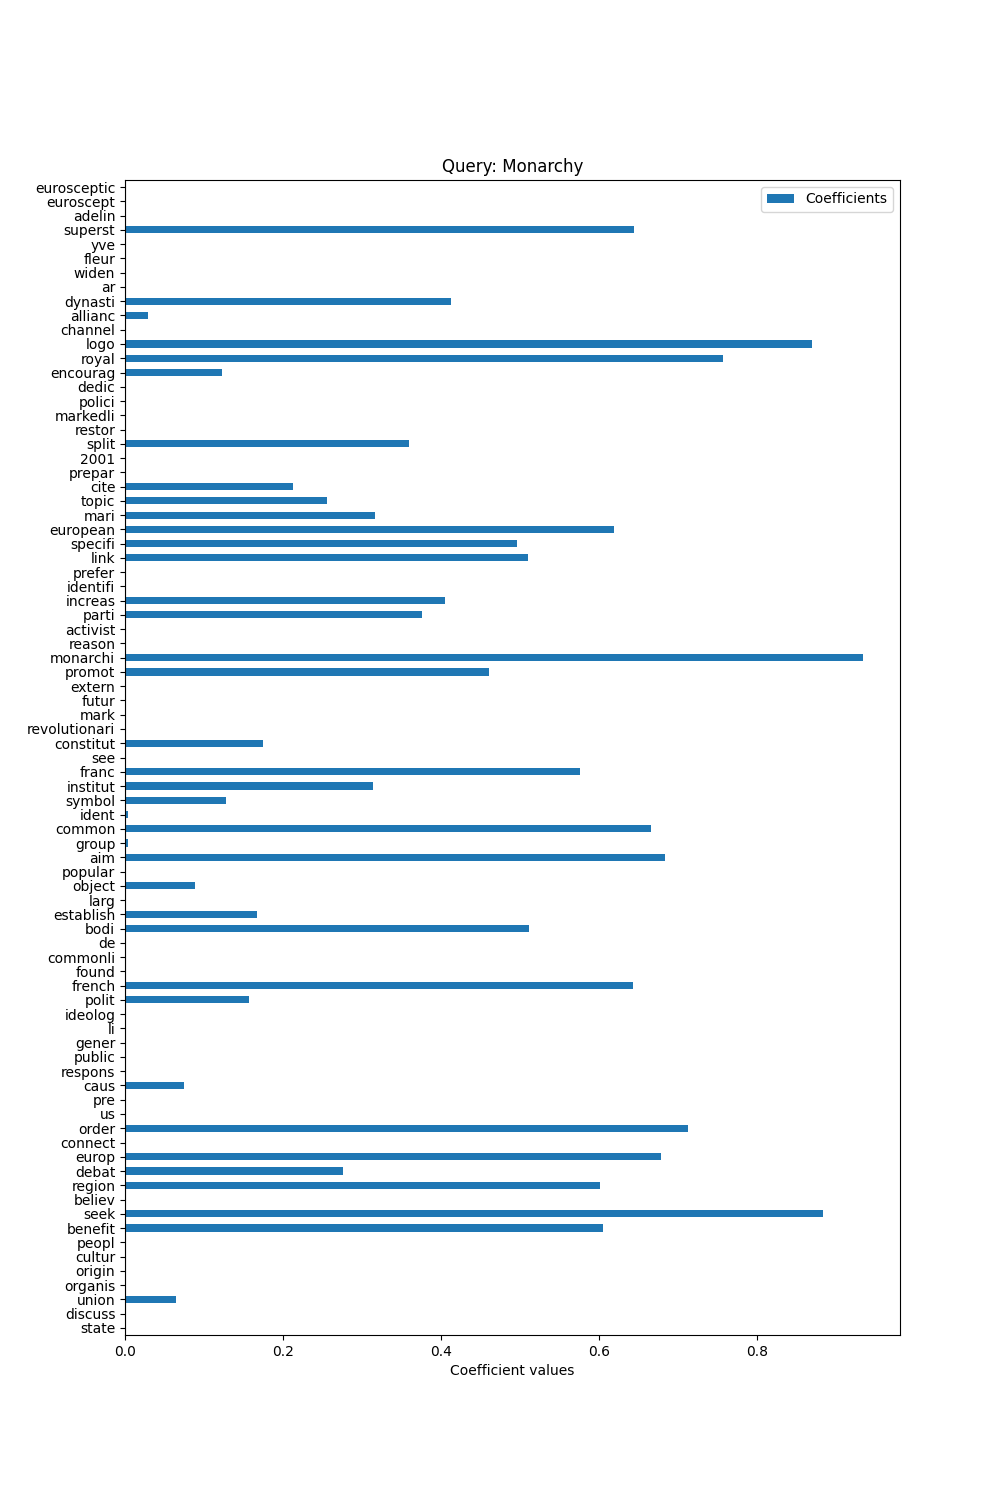 Query: Monarchy
Coefficients
eurosceptic
euroscept
adelin
superst
yve
fleur
widen
ar
dynasti
allianc
channel
logo
royal
encourag
dedic
polici
markedli
restor
split
2001
prepar
cite
topic
mari
european
specifi
link
prefer
identifi
increas
parti
activist
reason
monarchi
promot
extern
futur
mark
revolutionari
constitut
see
franc
institut
symbol
ident
common
group
aim
popular
object
larg
establish
bodi
de
commonli
found
french
polit
ideolog
li
gener
public
respons
caus
pre
us
order
connect
europ
debat
region
believ
seek
benefit
peopl
cultur
origin
organis
union
discuss
state
0.0 0.2 0.4 0.6 0.8
Coefficient values